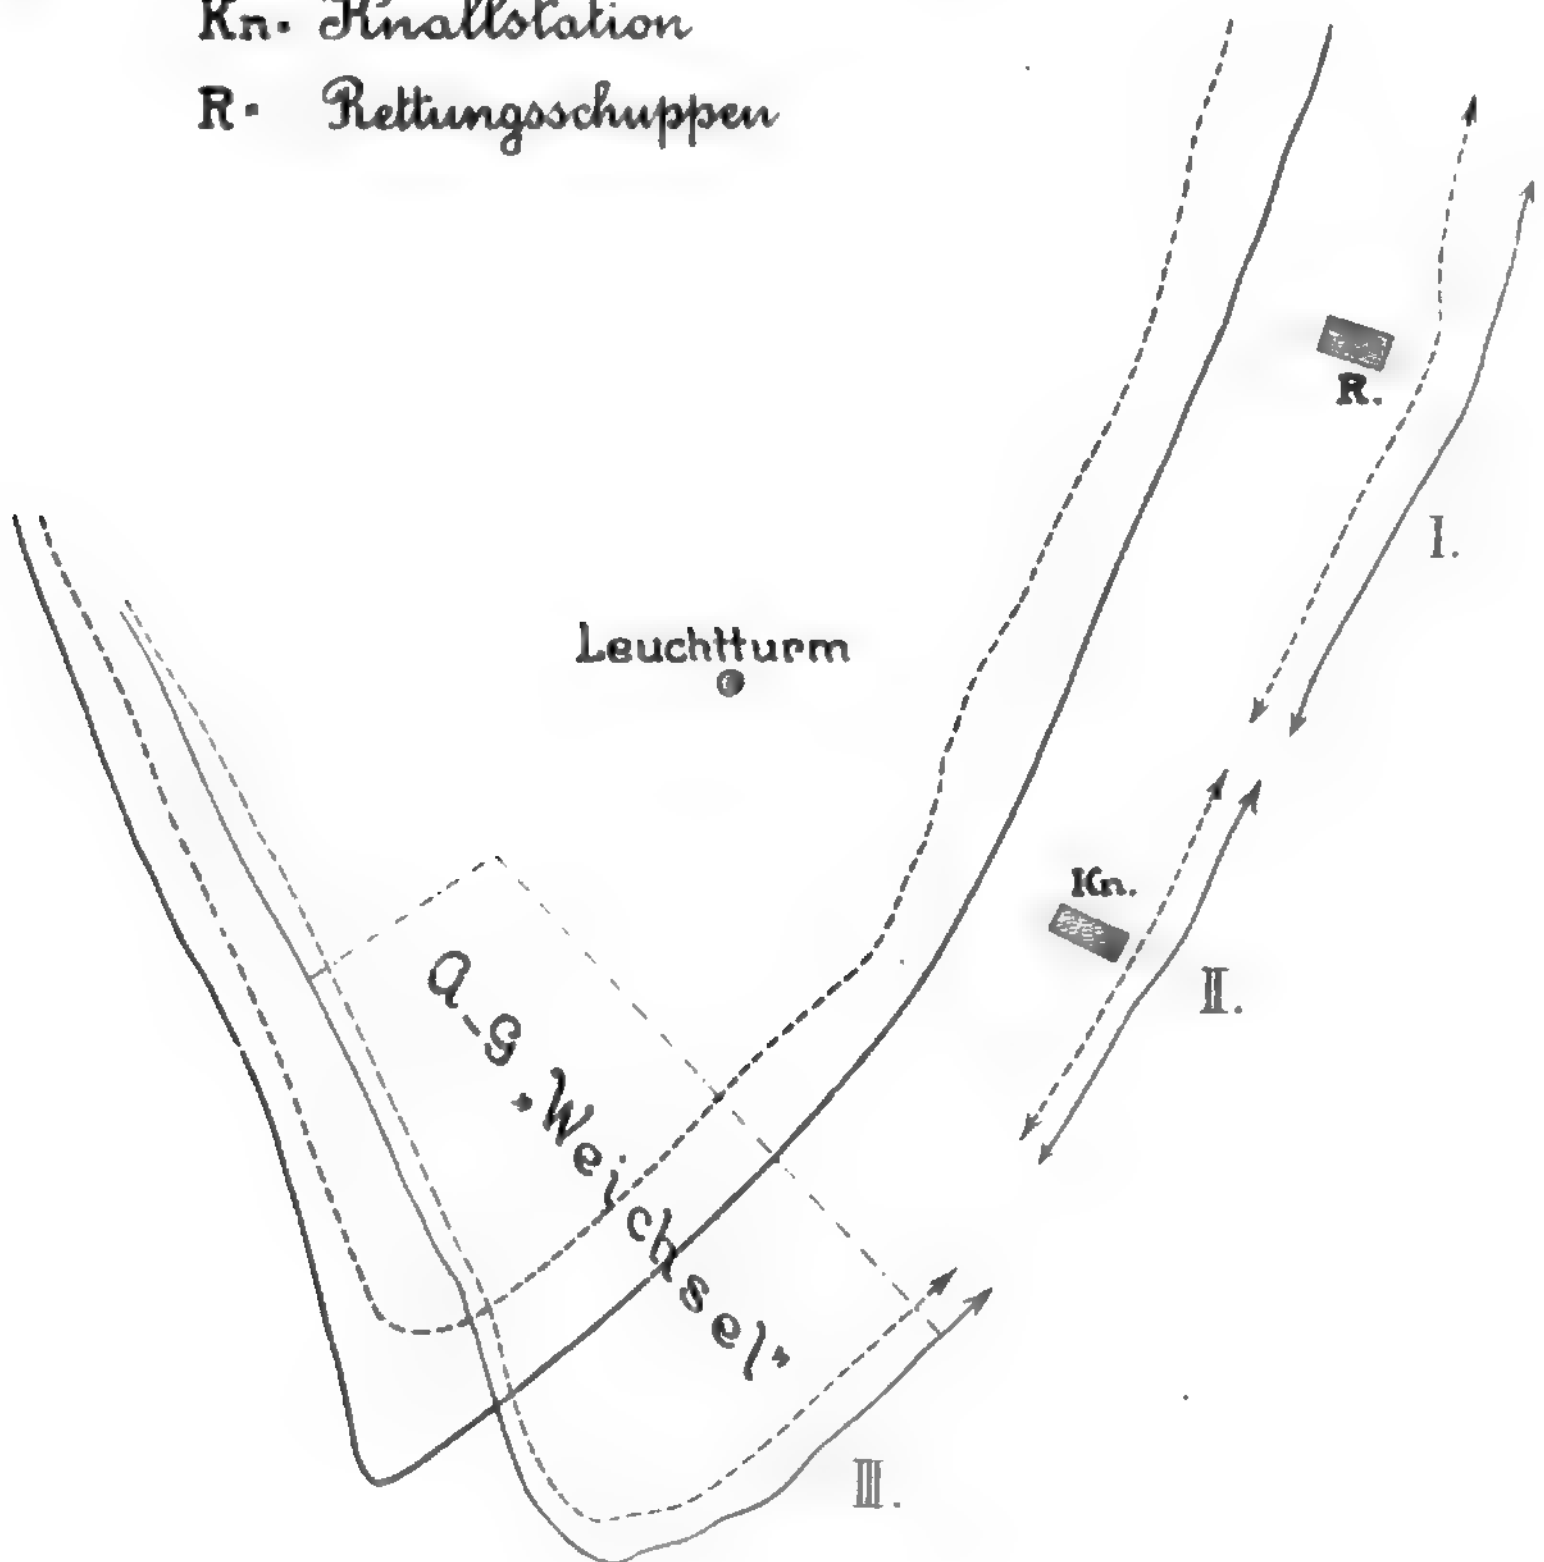 Kn. Knallstation
R. Rettungsschuppen
R.
I.
Leuchtturm
Kn.
II.
A-G „Weichsel“
III.